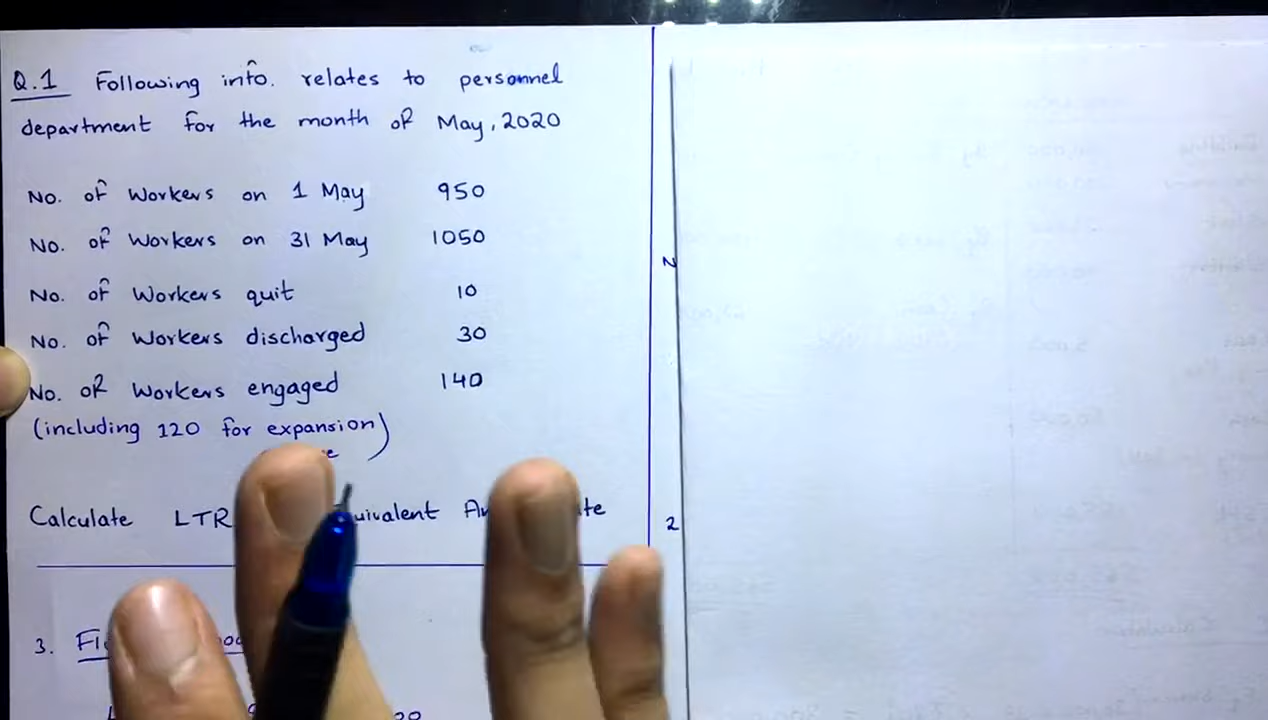 Q.1 Following info. relates to personnel
department for the month of May, 2020
No. of Workers on 1 May 950
No. of Workers on 31 May 1050
No. of Workers quit 10
No. of Workers discharged 30
No. of Workers engaged 140
(including 120 for expansion)
Calculate LTR
3.
2